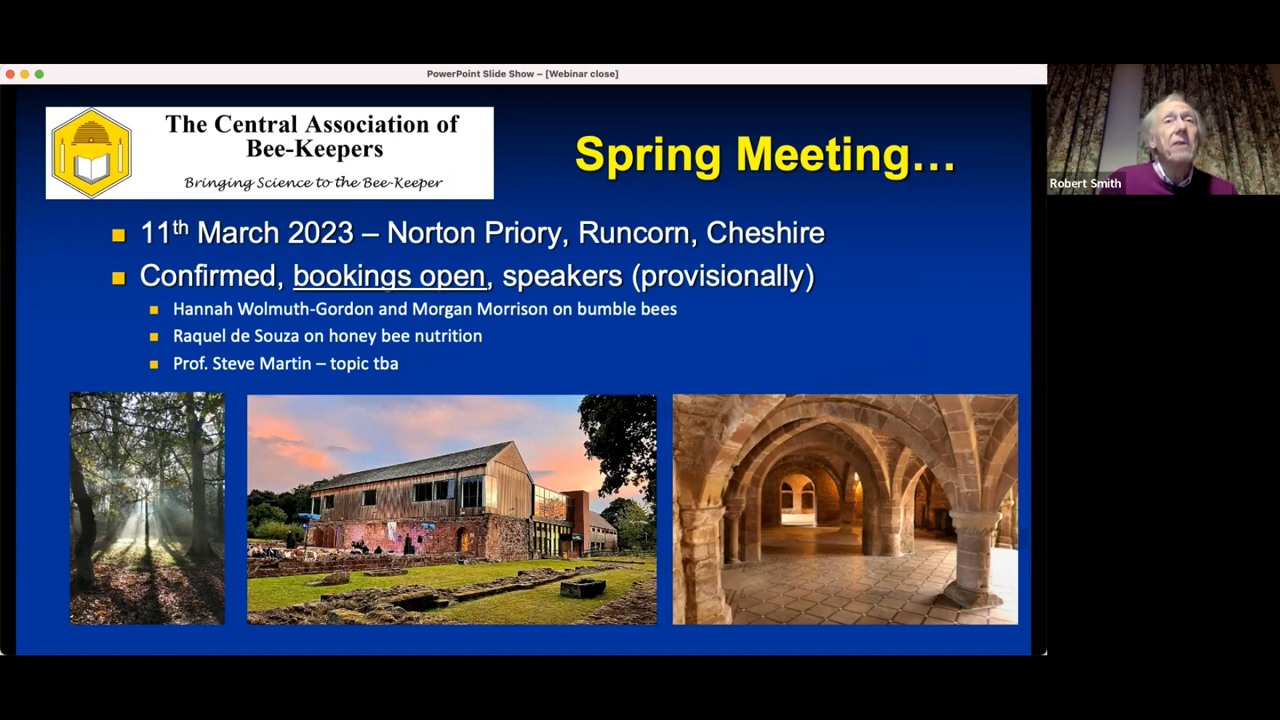 PowerPoint Slide Show – [Webinar close]
The Central Association of
Bee-Keepers
Bringing Science to the Bee-Keeper
Spring Meeting…
11th March 2023 – Norton Priory, Runcorn, Cheshire
Confirmed, bookings open, speakers (provisionally)
Hannah Wolmuth-Gordon and Morgan Morrison on bumble bees
Raquel de Souza on honey bee nutrition
Prof. Steve Martin – topic tba
Robert Smith